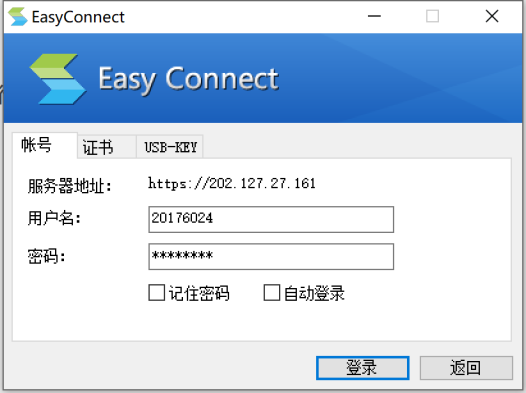 EasyConnect
Easy Connect
帐号 证书 USB-KEY
服务器地址: https://202.127.27.161
用户名: 20176024
密码: ********
记住密码 自动登录
登录 返回